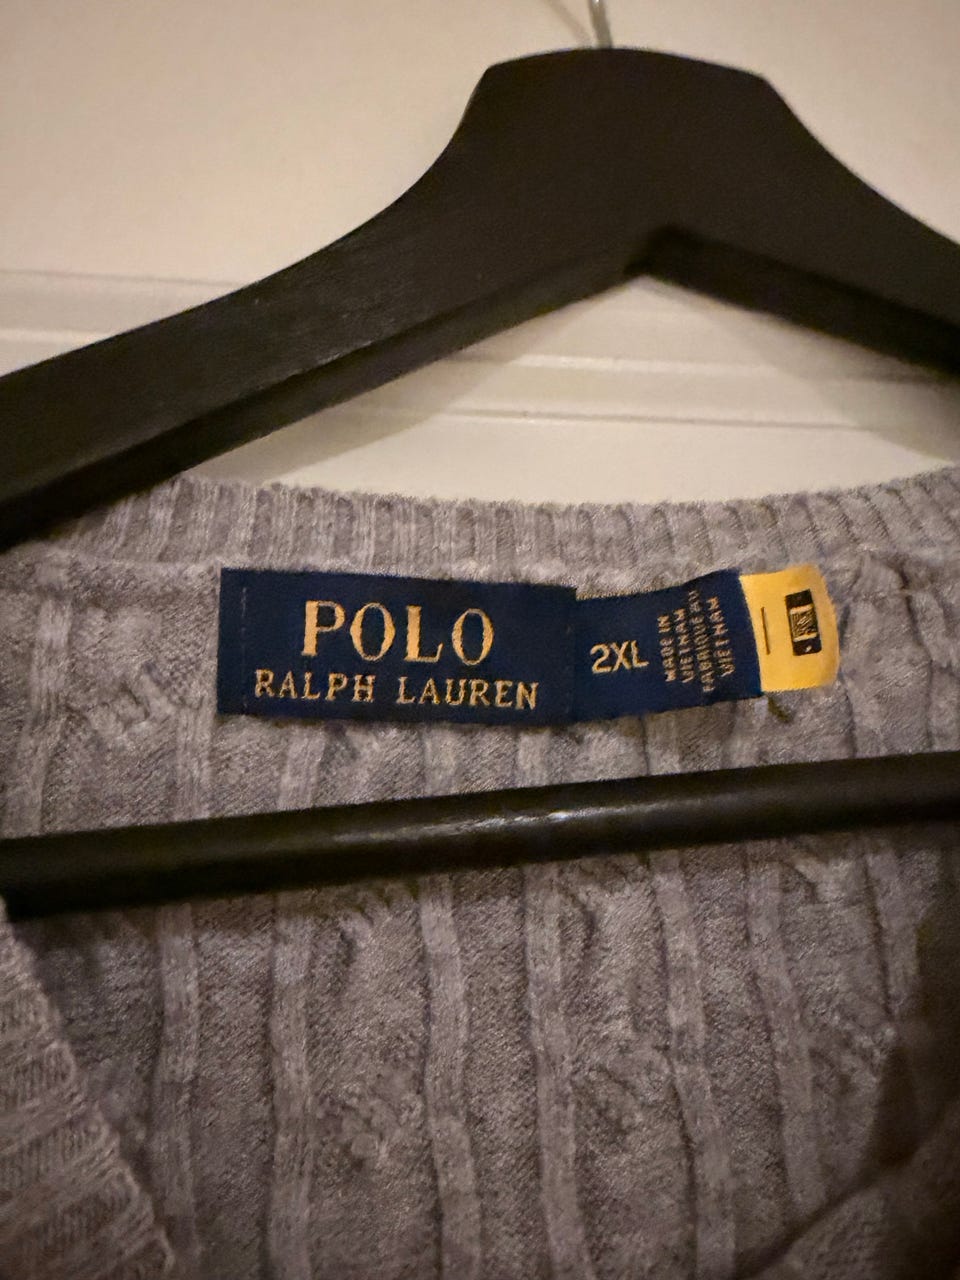 POLO
RALPH LAUREN
2XL
MADE IN
VIETNAM
FABRIQUÉ AU
VIETNAM